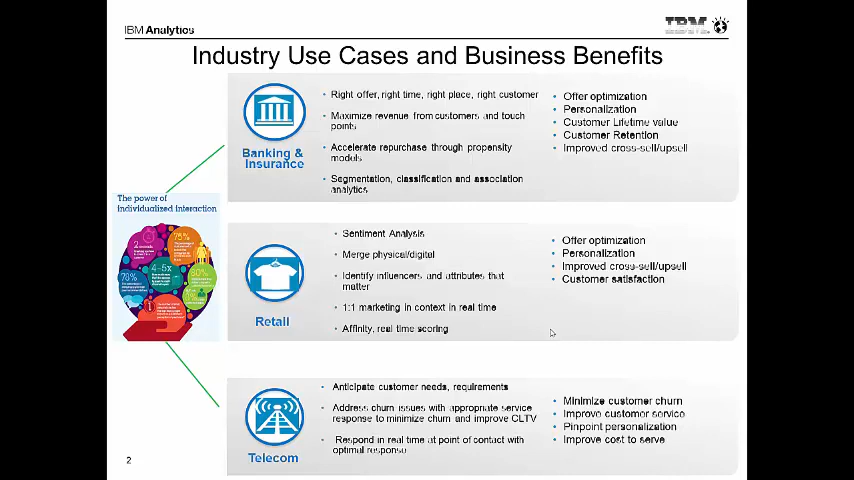 IBM Analytics
IBM
Industry Use Cases and Business Benefits
Banking &
Insurance
• Right offer, right time, right place, right customer
• Maximize revenue from customers and touch
points
• Accelerate repurchase through propensity
models
• Segmentation, classification and association
analytics
• Offer optimization
• Personalization
• Customer Lifetime value
• Customer Retention
• Improved cross-sell/upsell
The power of
individualized interaction
78%
4-5x
70%
Retail
• Sentiment Analysis
• Merge physical/digital
• Identify influencers and attributes that
matter
• 1:1 marketing in context in real time
• Affinity, real time scoring
• Offer optimization
• Personalization
• Improved cross-sell/upsell
• Customer satisfaction
Telecom
• Anticipate customer needs, requirements
• Address churn issues with appropriate service
response to minimize churn and improve CLTV
• Respond in real time at point of contact with
optimal response
• Minimize customer churn
• Improve customer service
• Pinpoint personalization
• Improve cost to serve
2